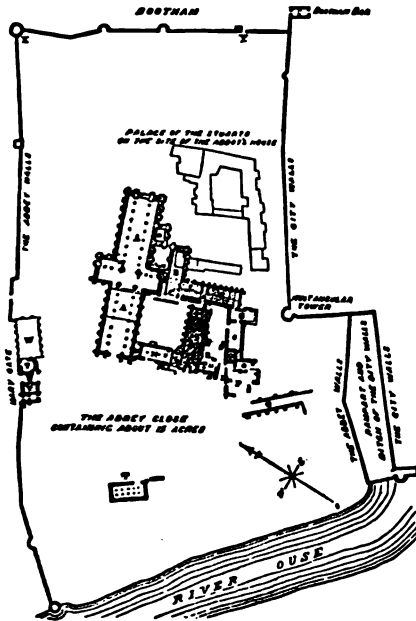 BOOTHAM
BOOTHAM BAR
PALACE OF THE STUARTS
ON THE SITE OF THE ABBOT'S HOUSE
THE ABBEY WALLS
THE CITY WALLS
MULTANGULAR
TOWER
MARY GATE
THE ABBEY WALLS
RAMPART AND
DITCH OF THE CITY WALL
THE CITY WALLS
THE ABBEY CLOSE
CONTAINING ABOUT 15 ACRES
RIVER OUSE